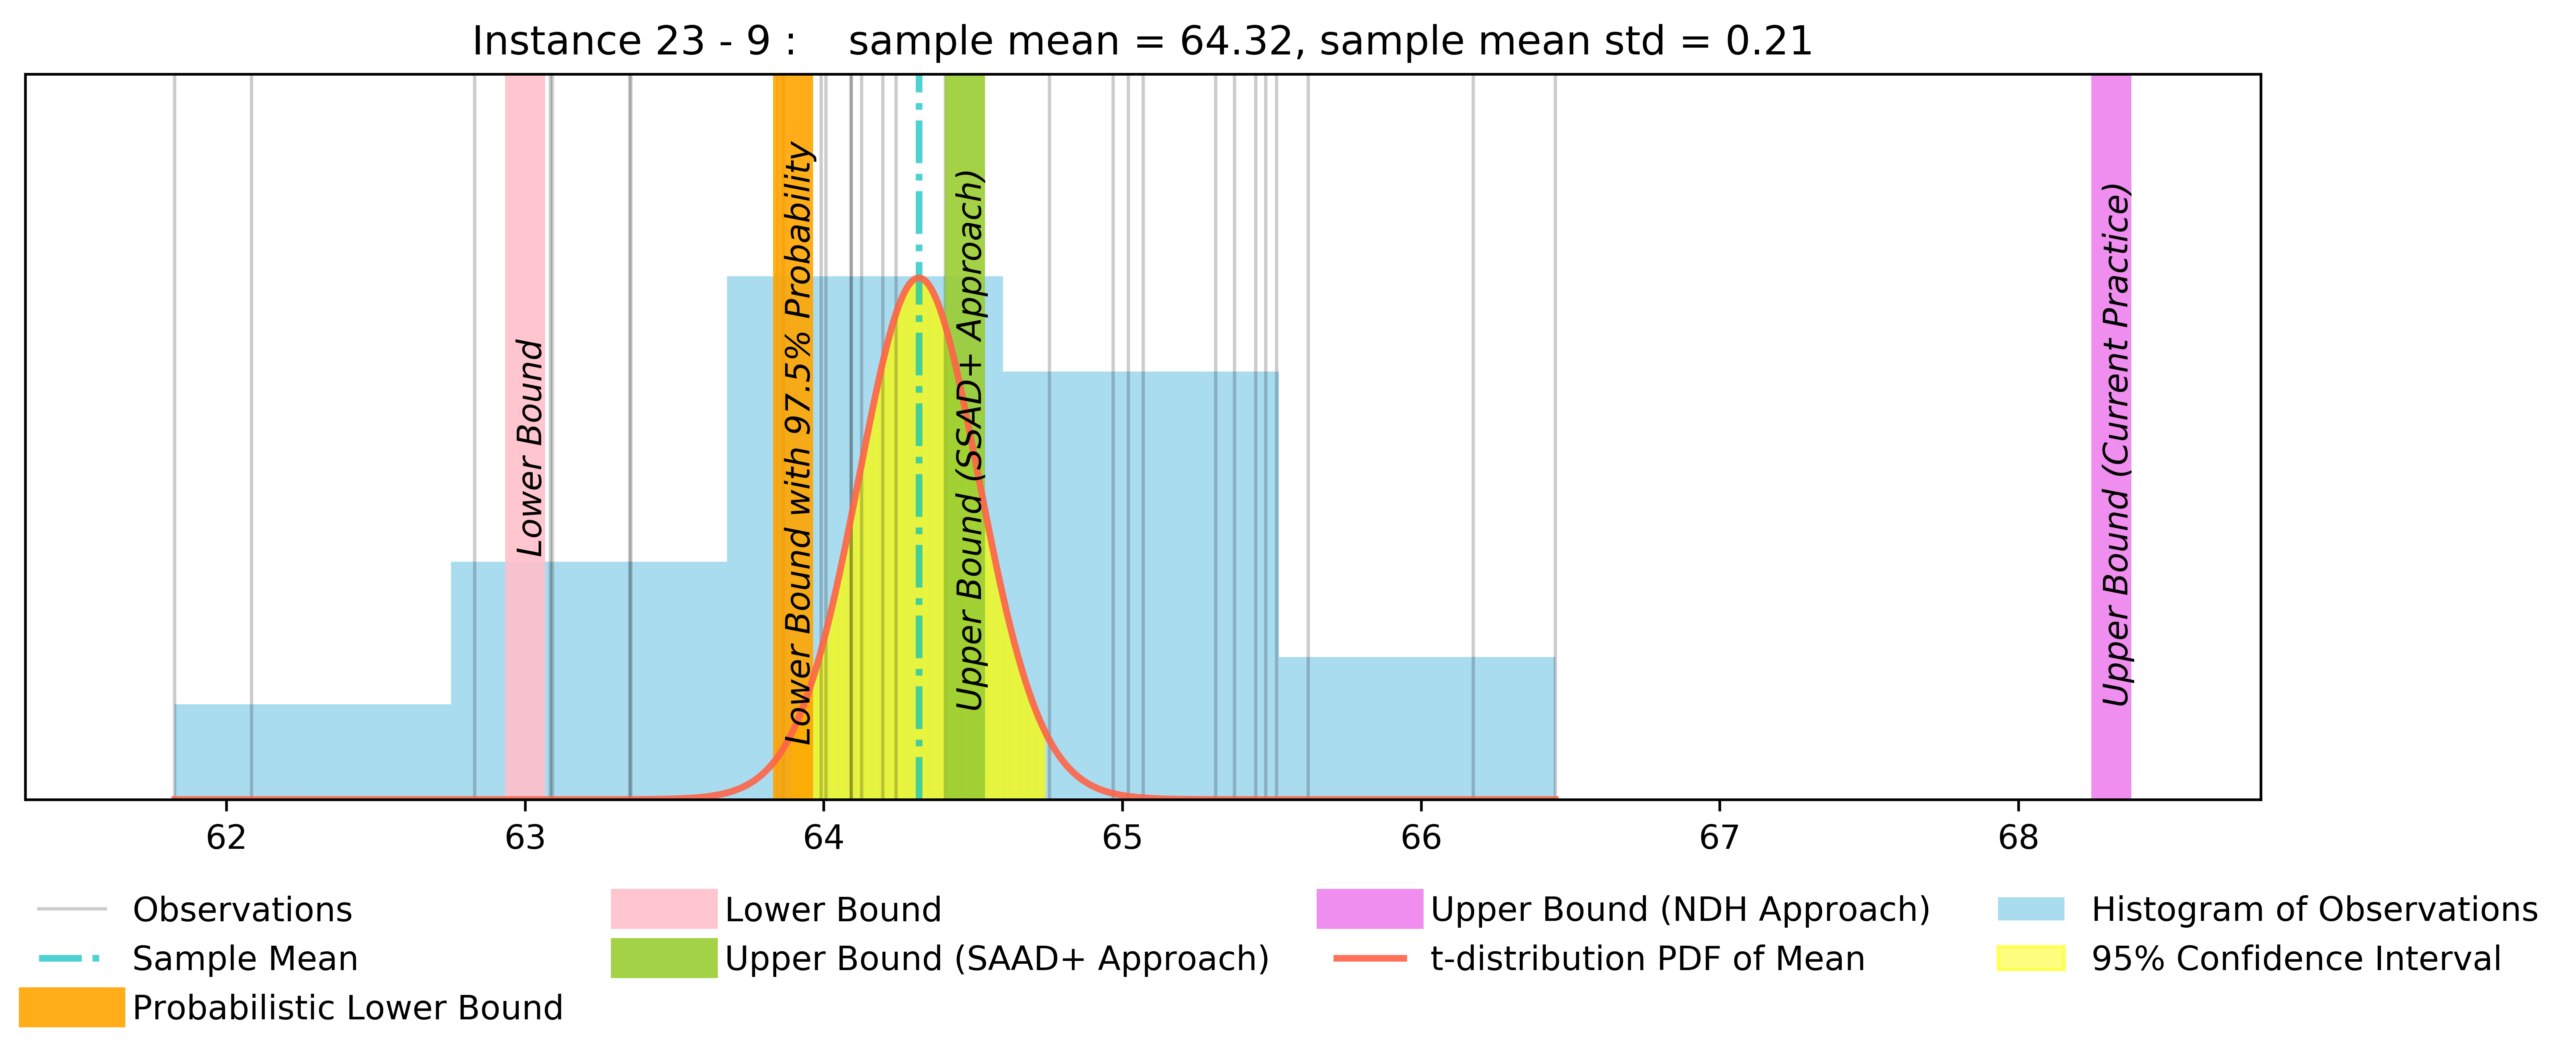 Instance 23 - 9 :    sample mean = 64.32, sample mean std = 0.21
Lower Bound
Lower Bound with 97.5% Probability
Upper Bound (SSAD+ Approach)
Upper Bound (Current Practice)
62 63 64 65 66 67 68
Observations
Sample Mean
Probabilistic Lower Bound
Lower Bound
Upper Bound (SAAD+ Approach)
Upper Bound (NDH Approach)
t-distribution PDF of Mean
Histogram of Observations
95% Confidence Interval